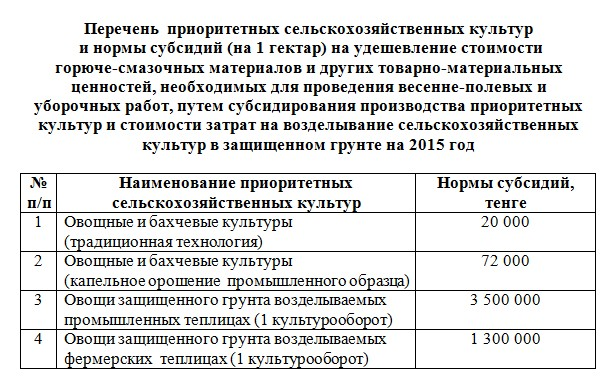 Перечень приоритетных сельскохозяйственных культур
и нормы субсидий (на 1 гектар) на удешевление стоимости
горюче-смазочных материалов и других товарно-материальных
ценностей, необходимых для проведения весенне-полевых и
уборочных работ, путем субсидирования производства приоритетных
культур и стоимости затрат на возделывание сельскохозяйственных
культур в защищенном грунте на 2015 год
№ п/п Наименование приоритетных сельскохозяйственных культур Нормы субсидий, тенге
1 Овощные и бахчевые культуры 20 000
(традиционная технология)
2 Овощные и бахчевые культуры 72 000
(капельное орошение промышленного образца)
3 Овощи защищенного грунта возделываемых 3 500 000
промышленных теплицах (1 культурооборот)
4 Овощи защищенного грунта возделываемых 1 300 000
фермерских теплицах (1 культурооборот)